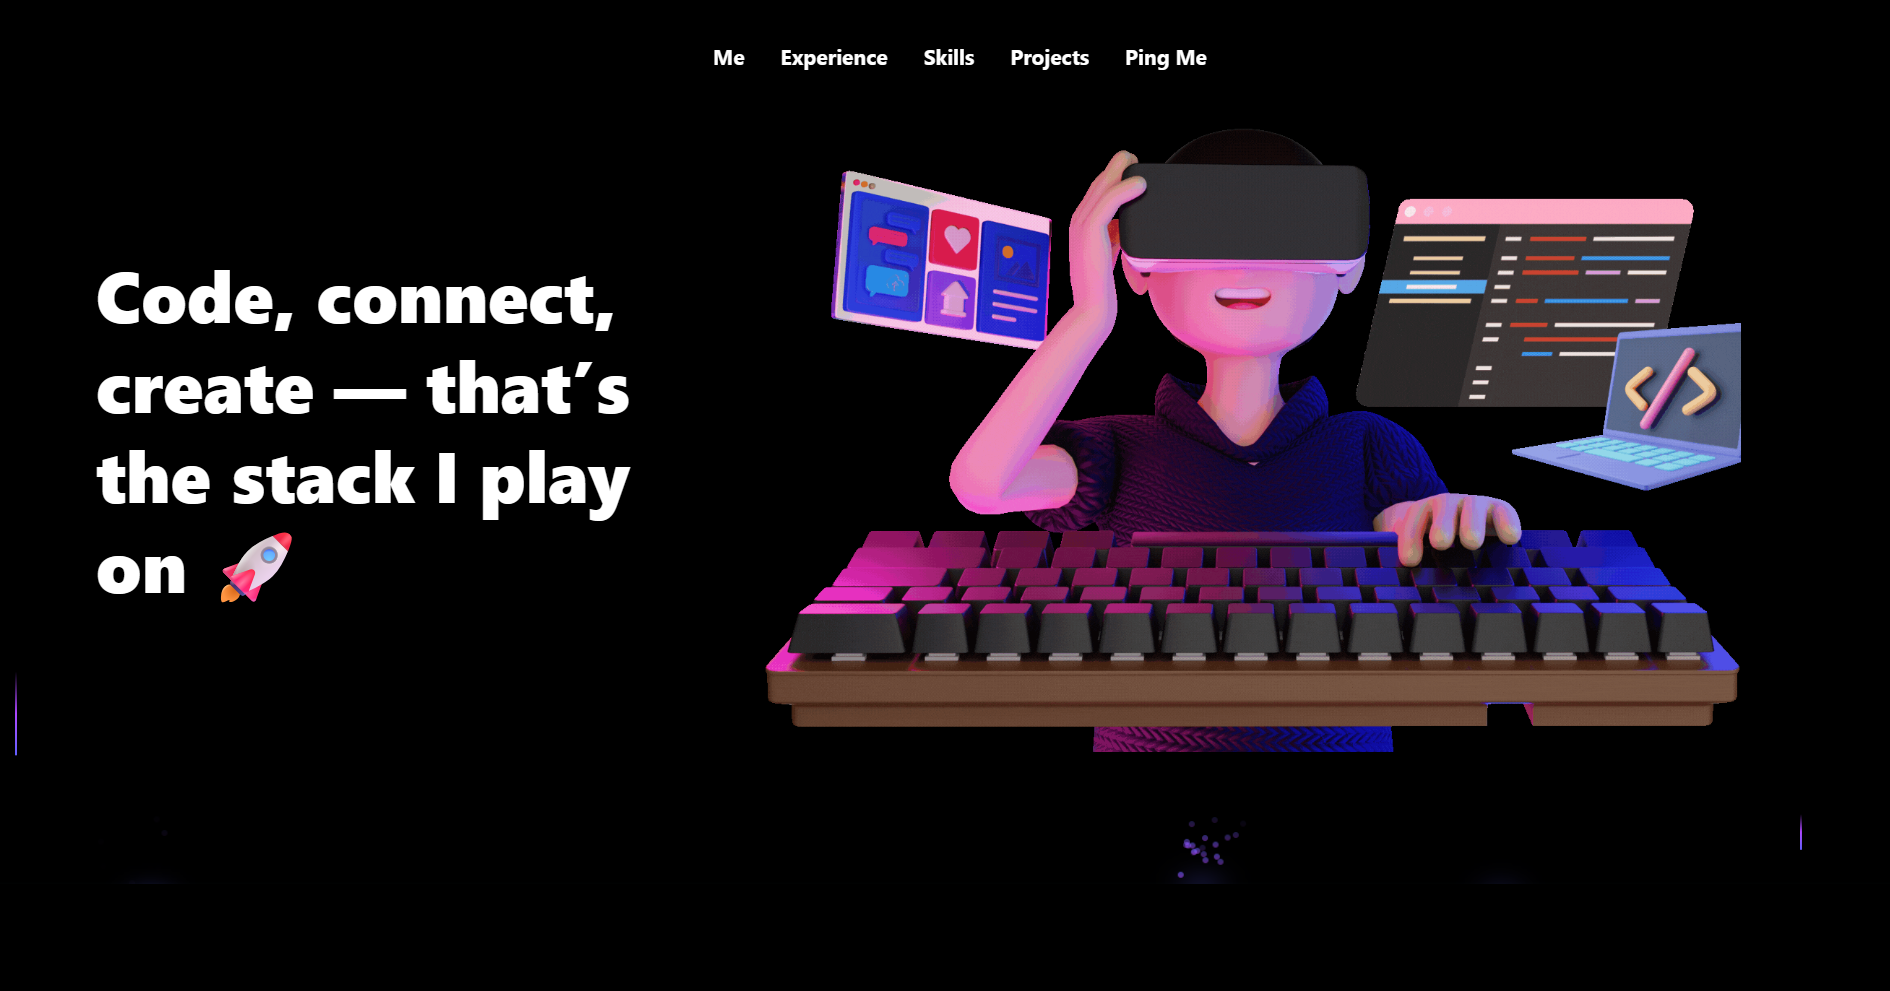 Me Experience Skills Projects Ping Me
Code, connect,
create — that´s
the stack I play
on 🚀
</>